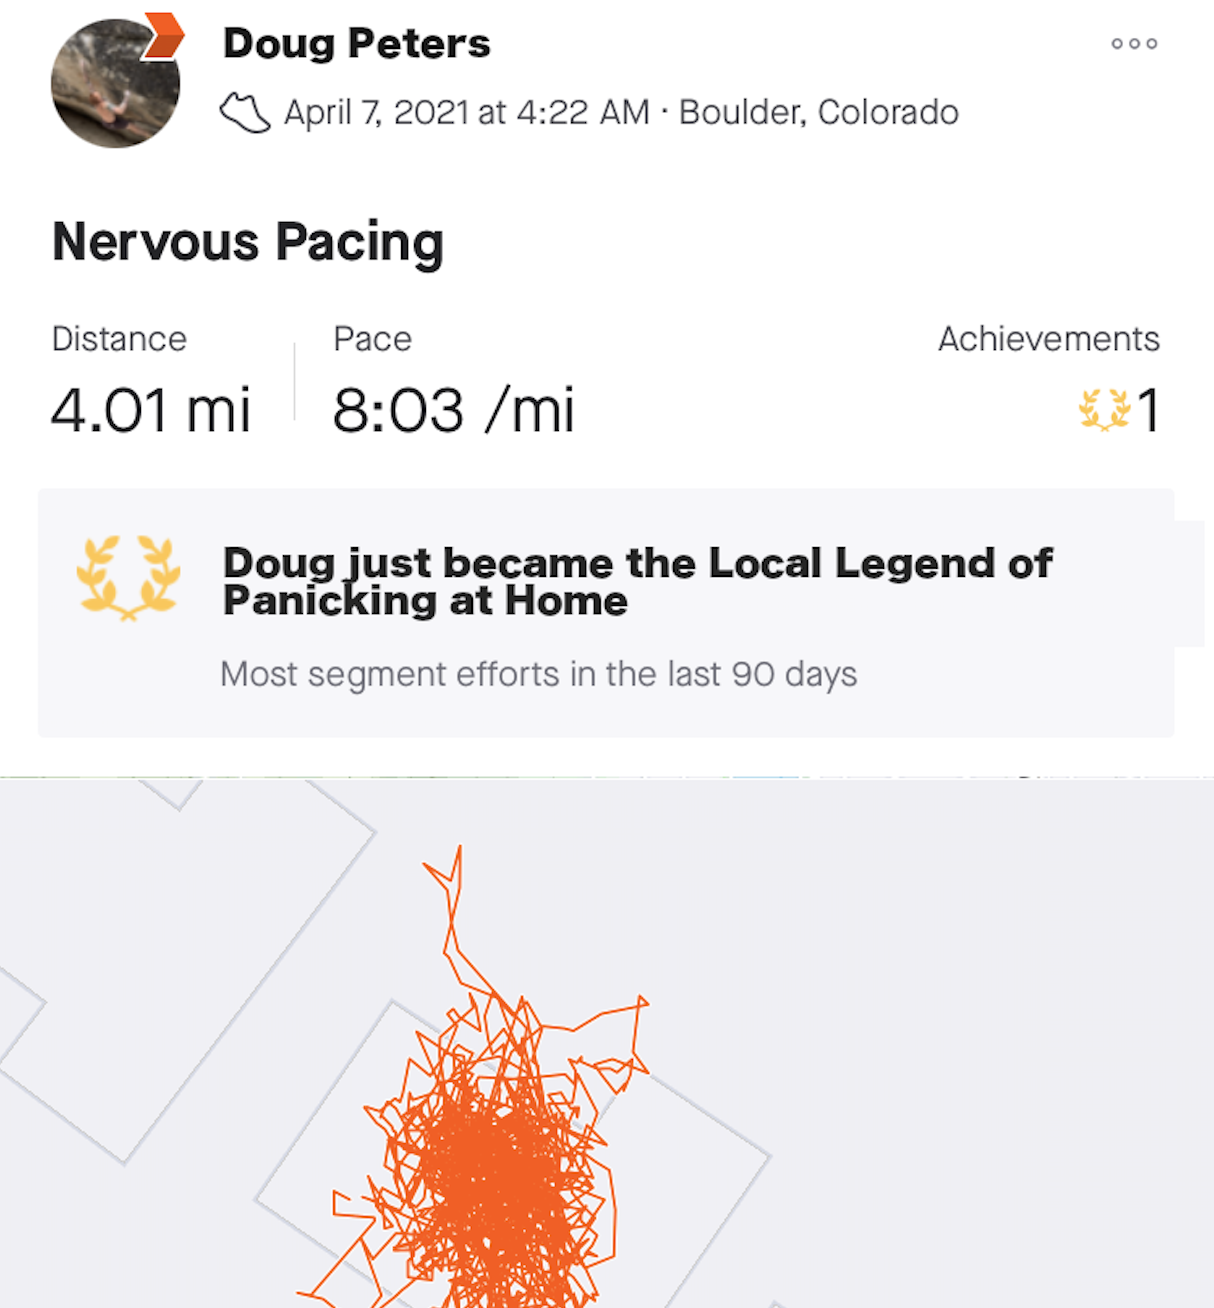 Doug Peters
April 7, 2021 at 4:22 AM · Boulder, Colorado
Nervous Pacing
Distance
Pace
Achievements
4.01 mi
8:03 /mi
1
Doug just became the Local Legend of
Panicking at Home
Most segment efforts in the last 90 days